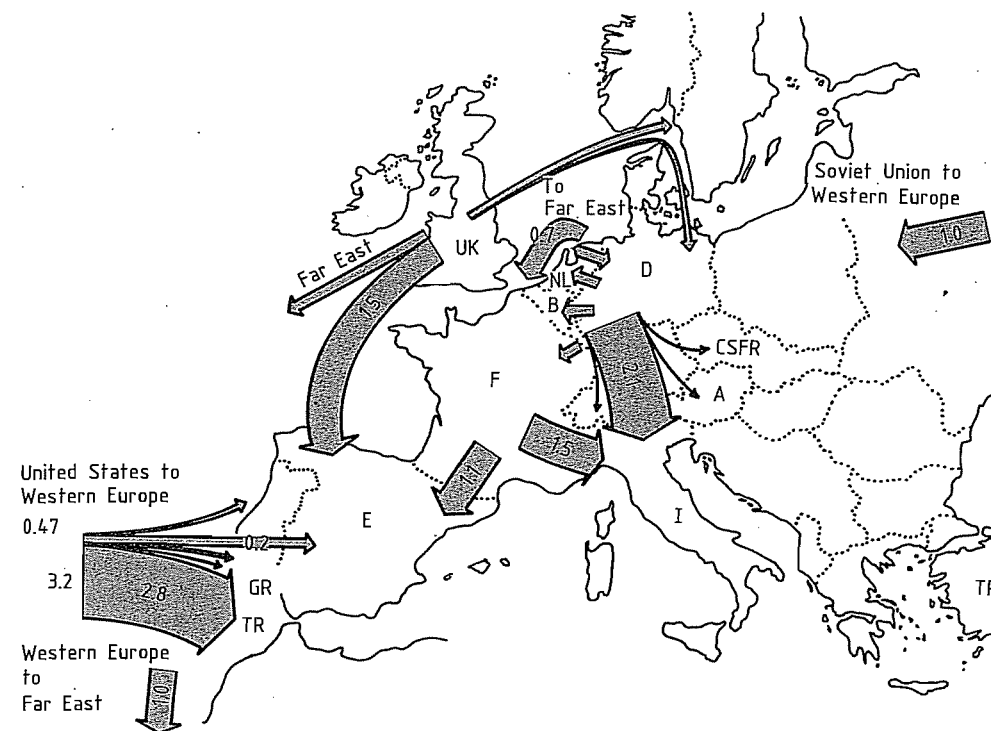 Soviet Union to
Western Europe
1.0
To
Far East
0.7
UK
Far East
1.5
NL
D
B
CSFR
A
F
2.1
1.5
1.1
I
E
United States to
Western Europe
0.47
0.2
3.2
2.8
GR
TR
Western Europe
to
Far East
1.0